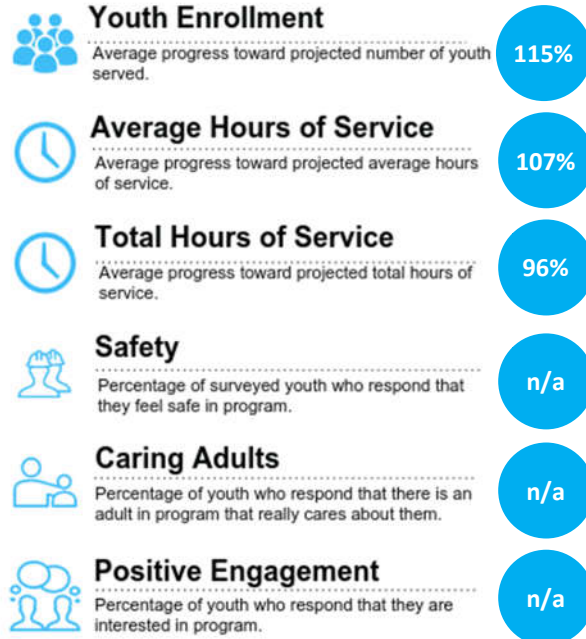 Youth Enrollment
Average progress toward projected number of youth
served.
115%
Average Hours of Service
Average progress toward projected average hours
of service.
107%
Total Hours of Service
Average progress toward projected total hours of
service.
96%
Safety
Percentage of surveyed youth who respond that
they feel safe in program.
n/a
Caring Adults
Percentage of youth who respond that there is an
adult in program that really cares about them.
n/a
Positive Engagement
Percentage of youth who respond that they are
interested in program.
n/a